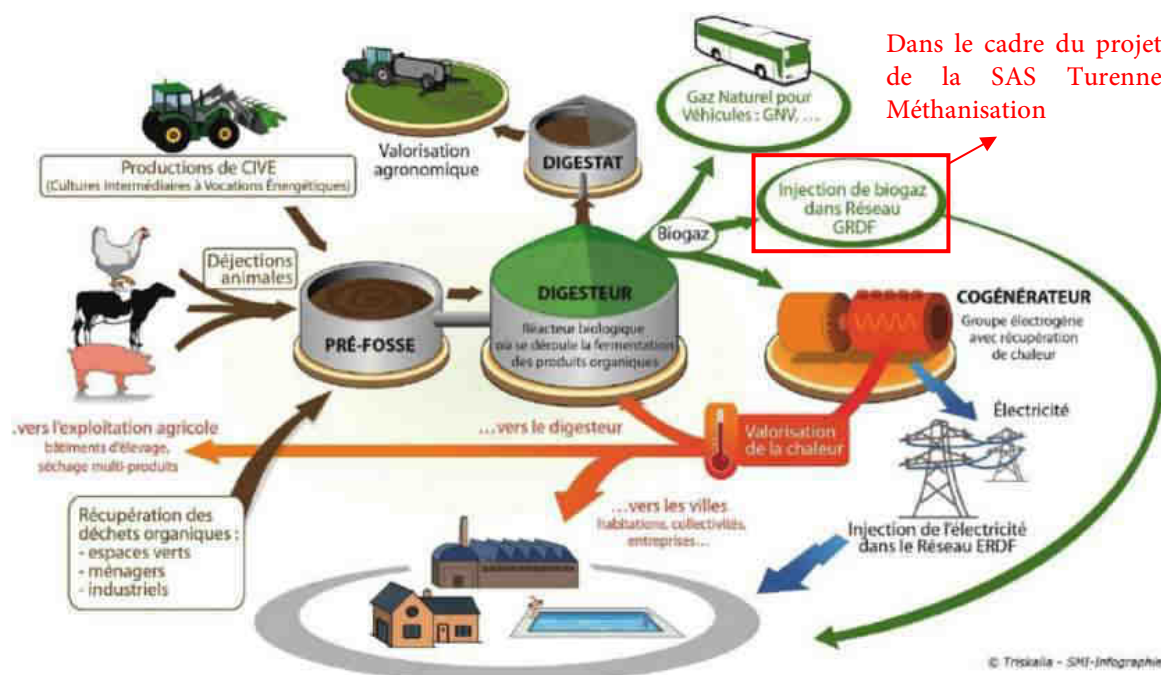 Dans le cadre du projet
de la SAS Turenne
Méthanisation
Gaz Naturel pour
Véhicules : GNV, ...
Productions de CIVE
(Cultures Intermédiaires à Vocations Énergétiques)
Valorisation
agronomique
DIGESTAT
Injection de biogaz
dans Réseau
GRDF
Biogaz
Déjections
animales
PRÉ-FOSSE
DIGESTEUR
Réacteur biologique
où se déroule la fermentation
des produits organiques
COGÉNÉRATEUR
Groupe électrogène
avec récupération
de chaleur
Électricité
...vers l'exploitation agricole
bâtiments d'élevage,
séchage multi-produits
...vers le digesteur
Valorisation
de la chaleur
...vers les villes
habitations, collectivités,
entreprises...
Injection de l'électricité
dans le Réseau ERDF
Récupération des
déchets organiques :
- espaces verts
- ménagers
- industriels
© Triskalia - SMI-Infographie